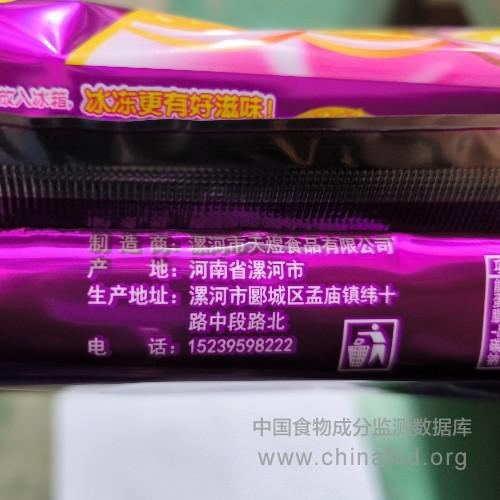 放入冰箱，冰冻更有好滋味！
制 造 商：漯河市大煜食品有限公司
产 地：河南省漯河市
生产地址：漯河市郾城区孟庙镇纬十
路中段路北
电 话：15239598222
中国食物成分监测数据库
www.chinafcd.org